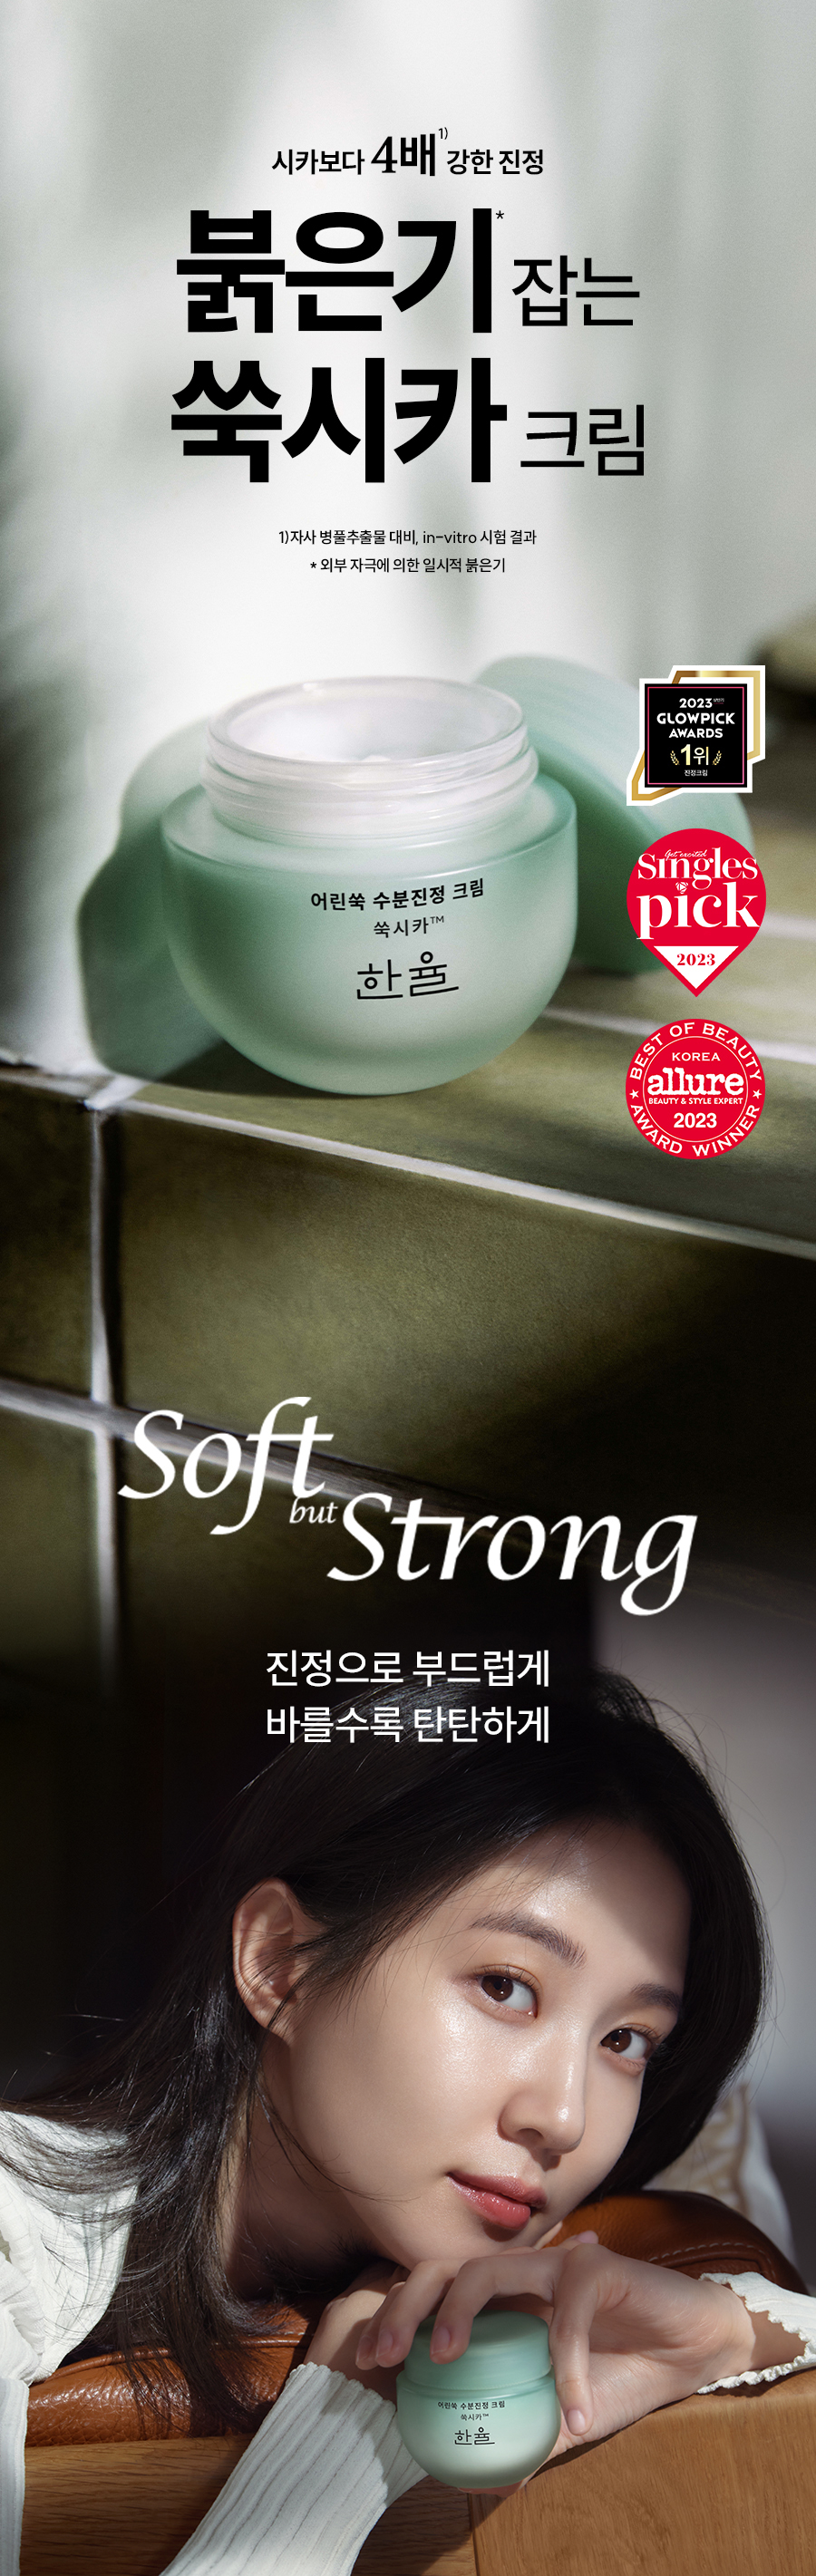 시카보다 4배1) 강한 진정
붉은기* 잡는
쑥시카 크림
1)자사 병풀추출물 대비, in-vitro 시험 결과
* 외부 자극에 의한 일시적 붉은기
2023
GLOWPICK
AWARDS
1위
진정크림
어린쑥 수분진정 크림
쑥시카™
한율
Get excited
Singles
pick
2023
BEST OF BEAUTY
KOREA
allure
BEAUTY & STYLE EXPERT
2023
AWARD WINNER
Soft
but Strong
진정으로 부드럽게
바를수록 탄탄하게
어린쑥 수분진정 크림
쑥시카™
한율